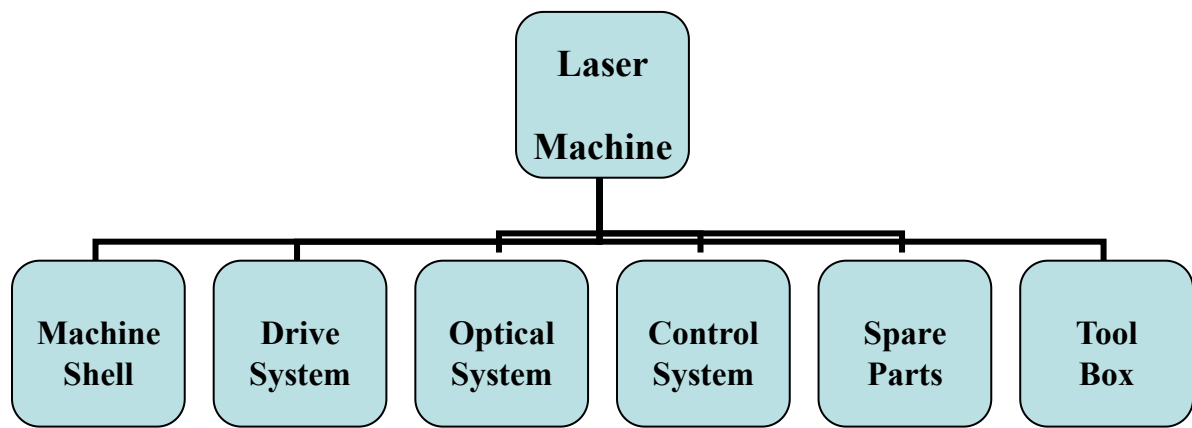 Laser
Machine
Machine
Shell
Drive
System
Optical
System
Control
System
Spare
Parts
Tool
Box